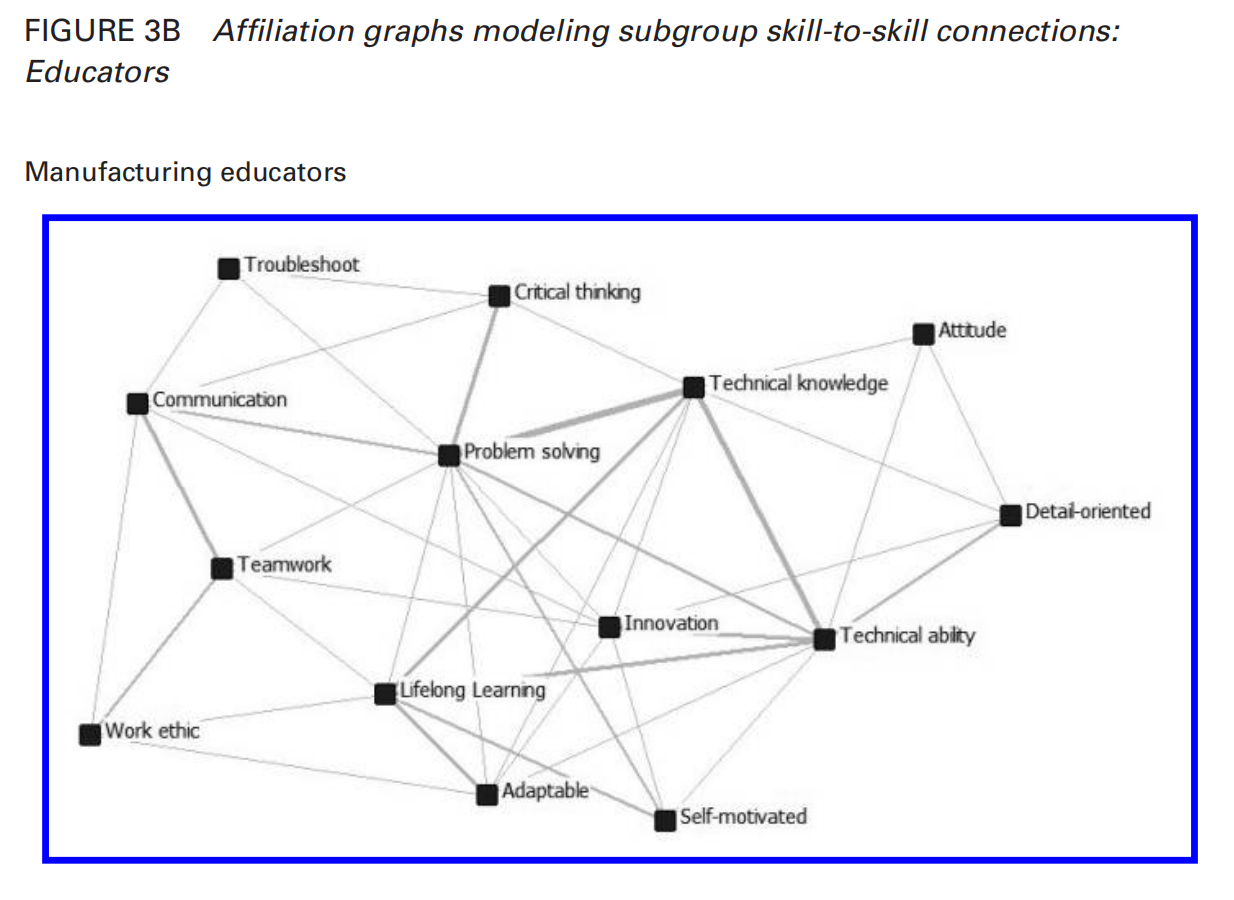 FIGURE 3B Affiliation graphs modeling subgroup skill-to-skill connections:
Educators
Manufacturing educators
Troubleshoot
Critical thinking
Attitude
Technical knowledge
Communication
Problem solving
Detail-oriented
Teamwork
Innovation
Technical ability
Lifelong Learning
Work ethic
Adaptable
Self-motivated